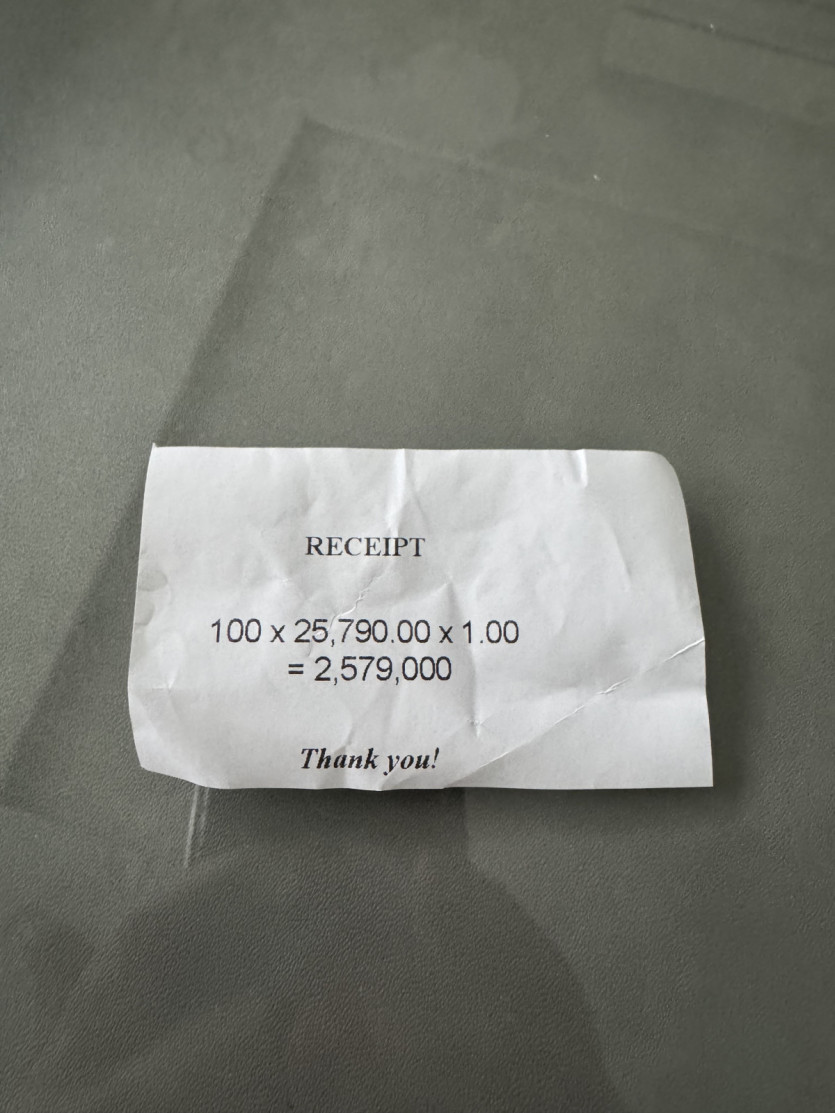 RECEIPT
100 x 25,790.00 x 1.00
= 2,579,000
Thank you!